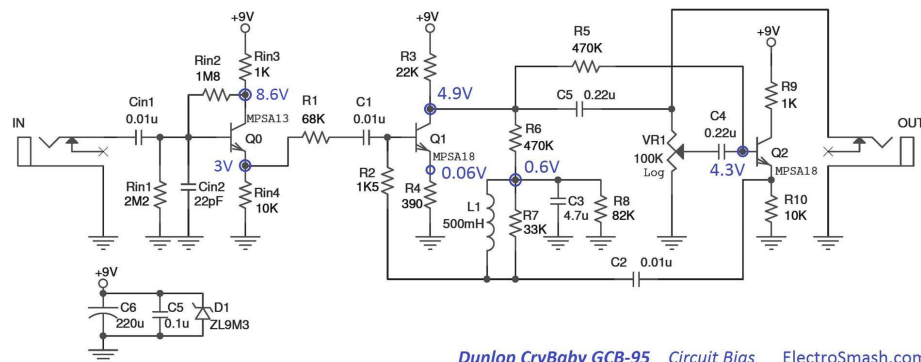 +9V
Rin2
1M8
Rin3
1K
8.6V
Cin1
0.01u
IN
MPSA13
Q0
3V
Rin1
2M2
Cin2
22pF
Rin4
10K
R1
68K
C1
0.01u
+9V
R3
22K
4.9V
Q1
MPSA18
0.06V
R2
1K5
R4
390
R5
470K
C5 0.22u
R6
470K
0.6V
L1
500mH
R7
33K
C3
4.7u
R8
82K
VR1
100K
Log
C4
0.22u
4.3V
+9V
R9
1K
Q2
MPSA18
R10
10K
OUT
C2 0.01u
+9V
C6
220u
C5
0.1u
D1
ZL9M3
Dunlop CryBaby GCB-95 Circuit Bias ElectroSmash.com